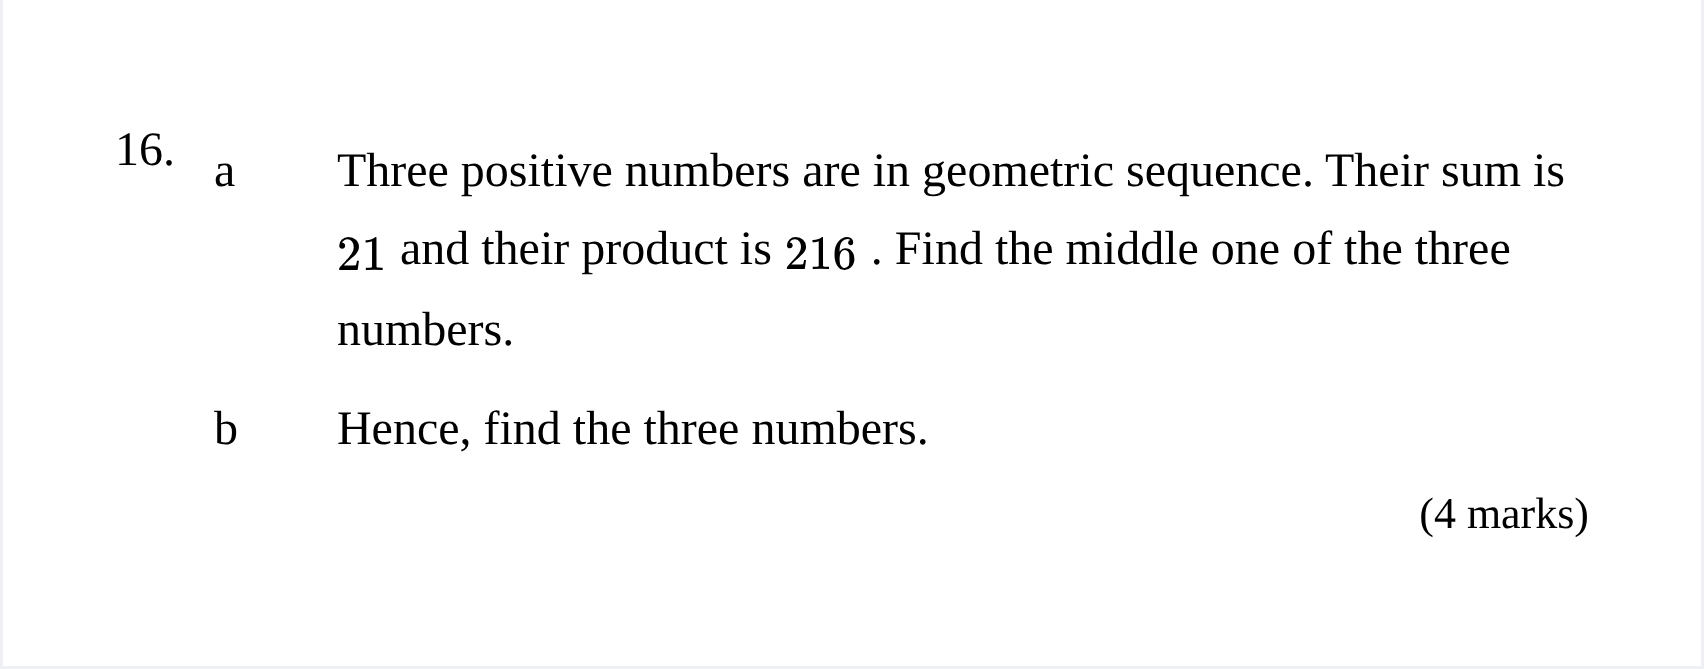 16. a Three positive numbers are in geometric sequence. Their sum is
21 and their product is 216 . Find the middle one of the three
numbers.
b Hence, find the three numbers.
(4 marks)